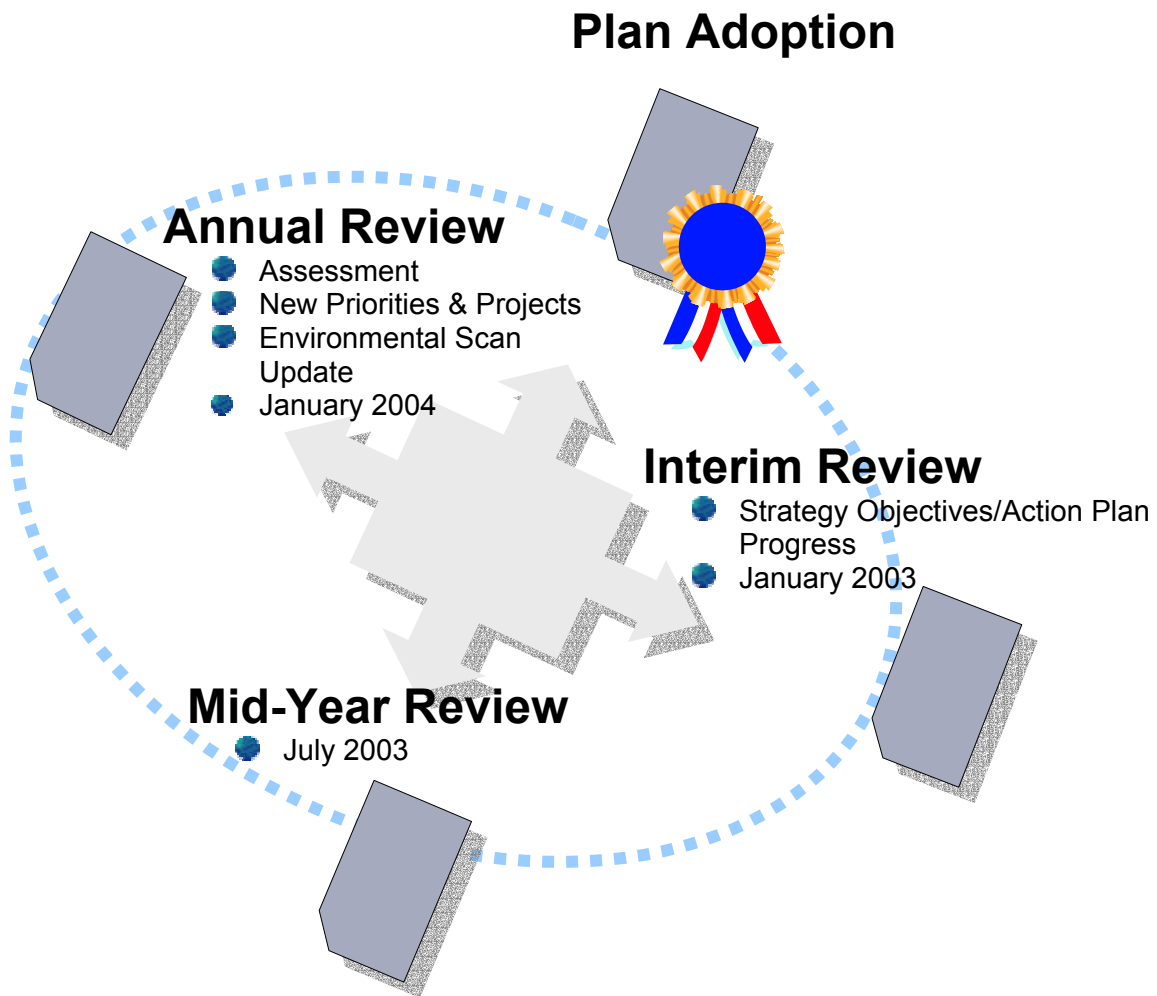 Plan Adoption
Annual Review
Assessment
New Priorities & Projects
Environmental Scan
Update
January 2004
Interim Review
Strategy Objectives/Action Plan
Progress
January 2003
Mid-Year Review
July 2003